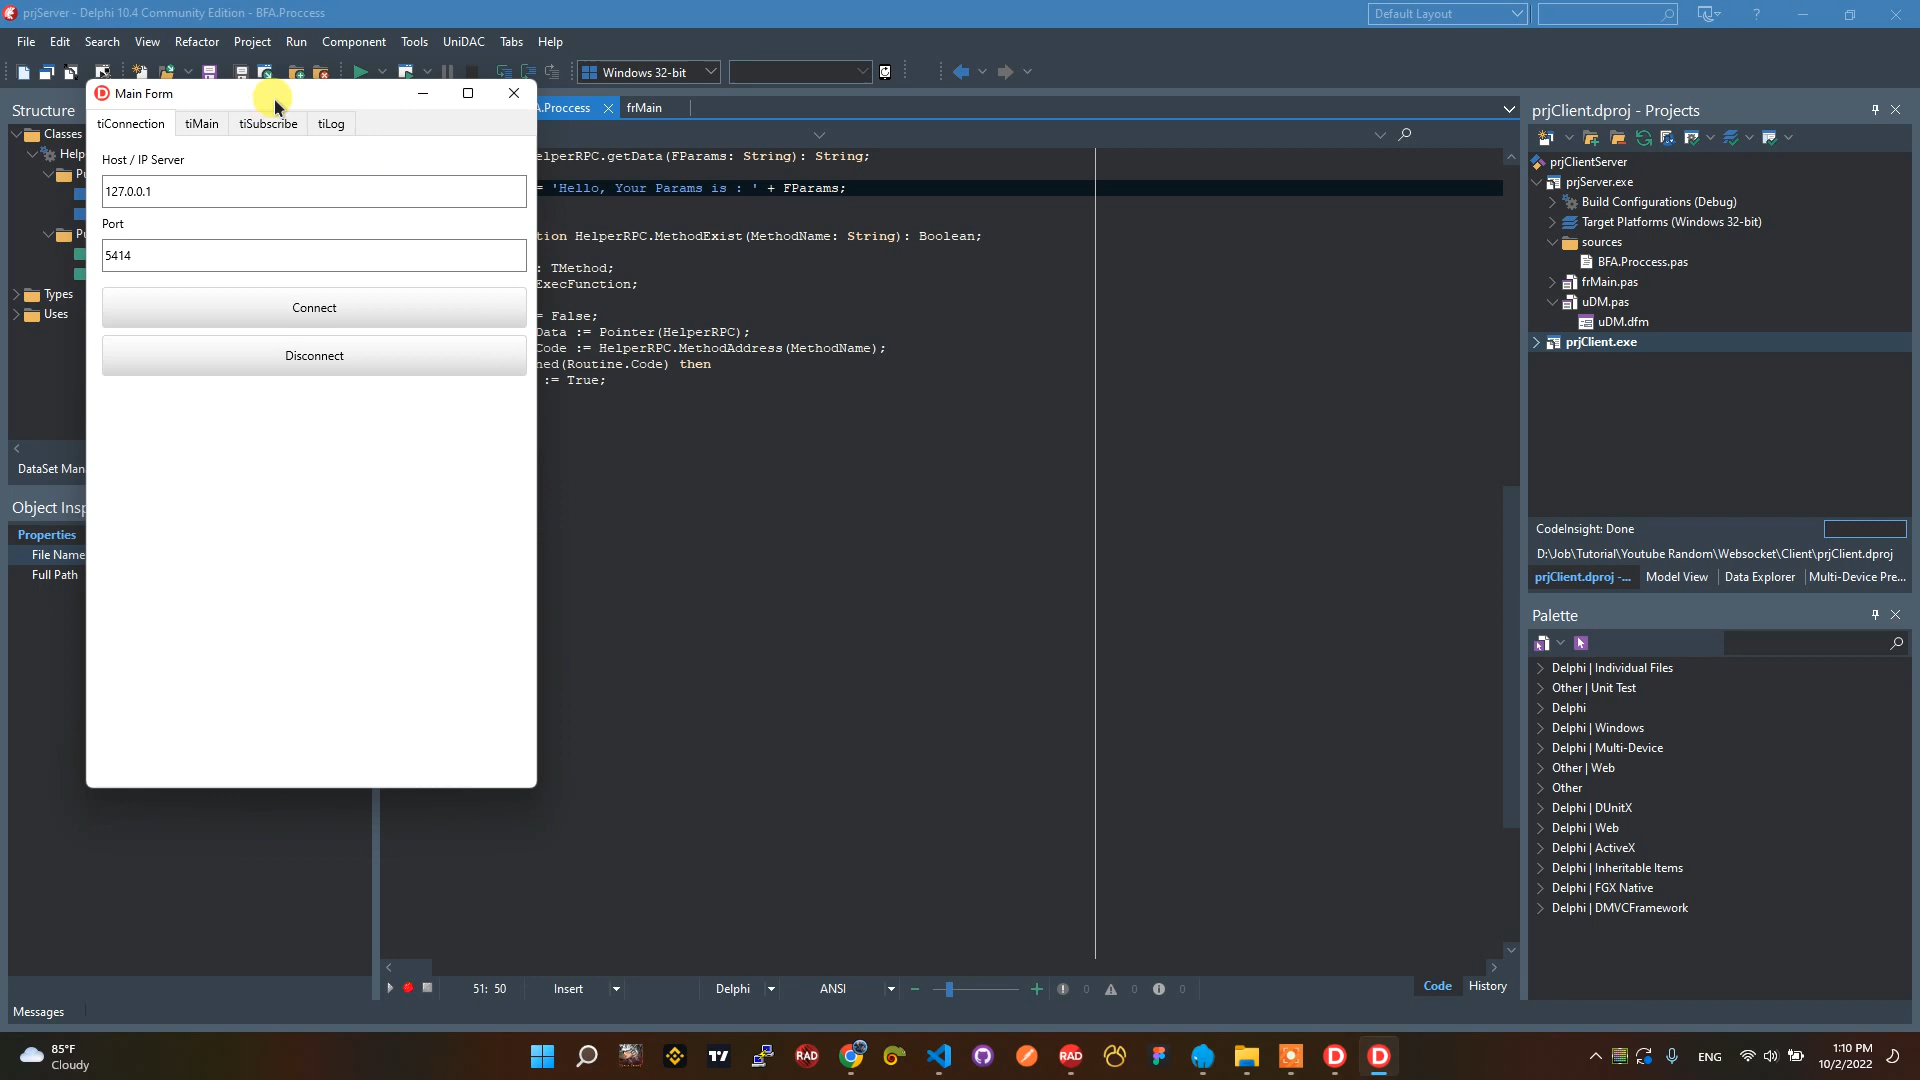 prjServer - Delphi 10.4 Community Edition - BFA.Proccess
Default Layout
File Edit Search View Refactor Project Run Component Tools UniDAC Tabs Help
Windows 32-bit
Structure
Classes
Types
Uses
DataSet Man
Properties
File Name
Full Path
Main Form
tiConnection tiMain tiSubscribe tiLog
Host / IP Server
127.0.0.1
Port
5414
Connect
Disconnect
.Proccess
frMain
elperRPC.getData(FParams: String): String;
= 'Hello, Your Params is : ' + FParams;
tion HelperRPC.MethodExist(MethodName: String): Boolean;
: TMethod;
ExecFunction;
= False;
Data := Pointer(HelperRPC);
Code := HelperRPC.MethodAddress(MethodName);
ned(Routine.Code) then
:= True;
51: 50
Insert
Delphi
ANSI
0 0 0
Code History
Messages
prjClient.dproj - Projects
prjClientServer
prjServer.exe
Build Configurations (Debug)
Target Platforms (Windows 32-bit)
sources
BFA.Proccess.pas
frMain.pas
uDM.pas
uDM.dfm
prjClient.exe
CodeInsight: Done
D:\Job\Tutorial\Youtube Random\Websocket\Client\prjClient.dproj
prjClient.dproj -... Model View Data Explorer Multi-Device Pre...
Palette
Delphi | Individual Files
Other | Unit Test
Delphi
Delphi | Windows
Delphi | Multi-Device
Other | Web
Other
Delphi | DUnitX
Delphi | Web
Delphi | ActiveX
Delphi | Inheritable Items
Delphi | FGX Native
Delphi | DMVCFramework
85°F
Cloudy
RAD
RAD
ENG
1:10 PM
10/2/2022